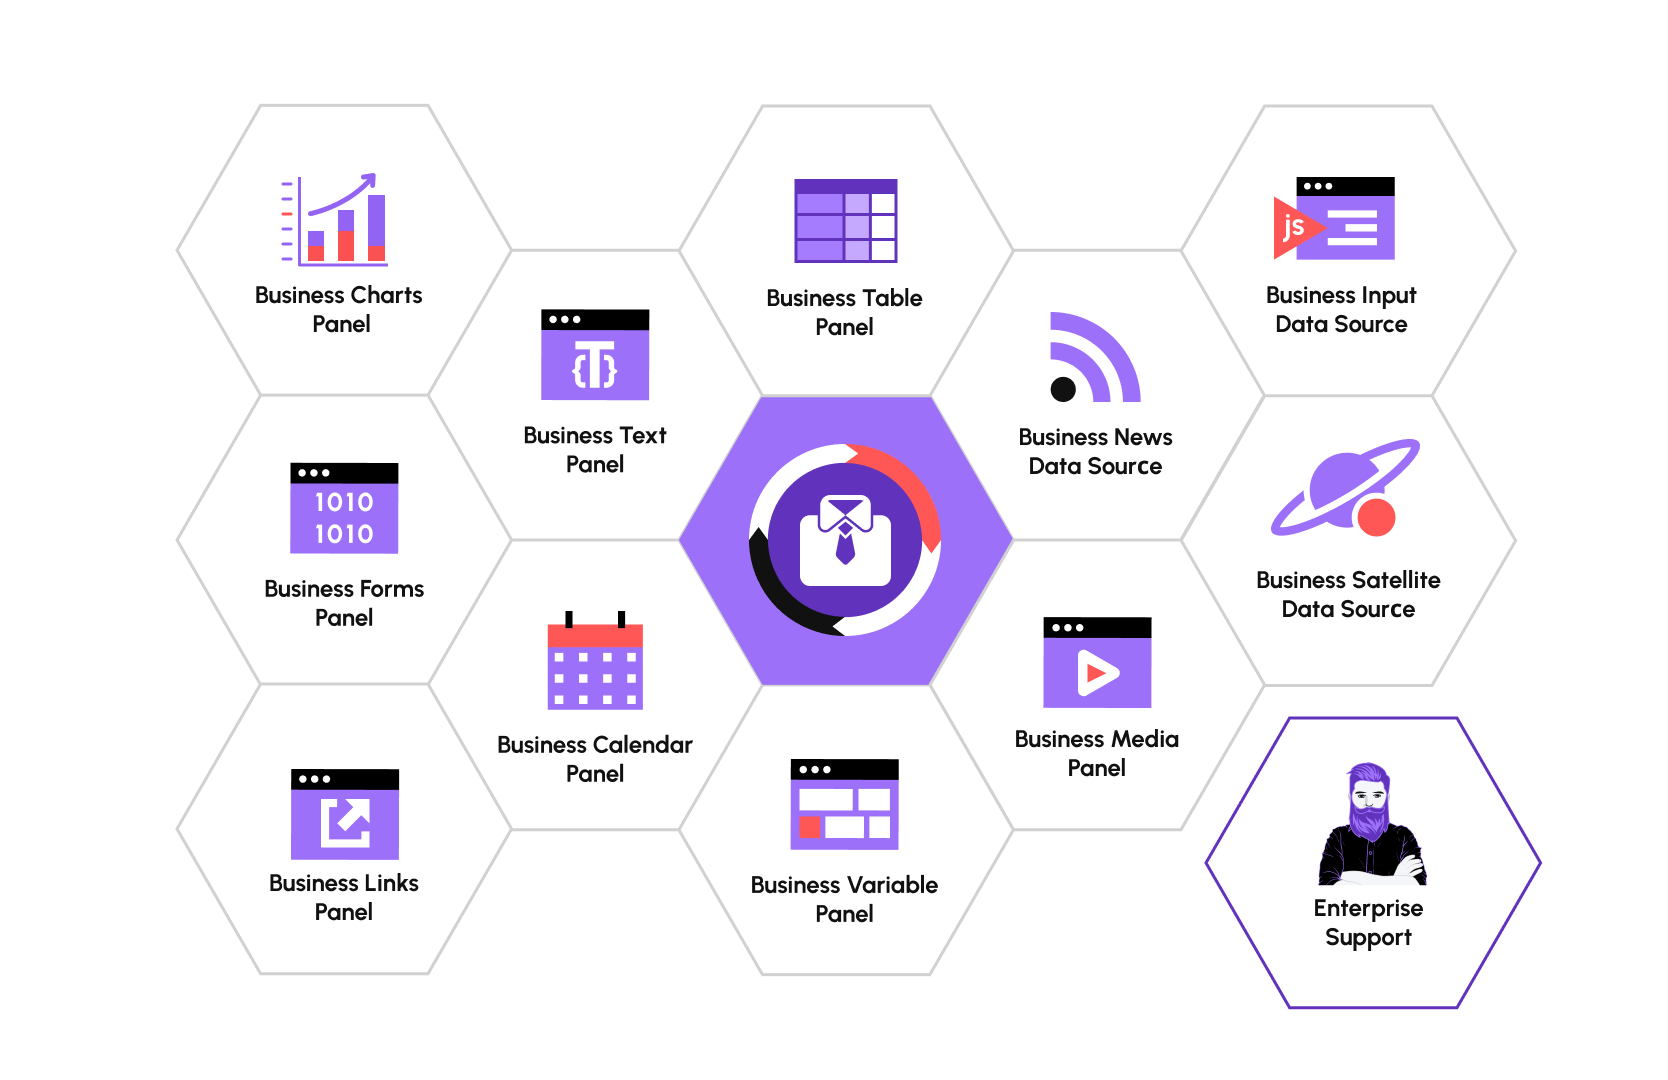 Business Charts
Panel
Business Table
Panel
js
Business Input
Data Source
Business Text
Panel
{T}
Business News
Data Source
1010
1010
Business Forms
Panel
Business Satellite
Data Source
Business Calendar
Panel
Business Media
Panel
Business Links
Panel
Business Variable
Panel
Enterprise
Support